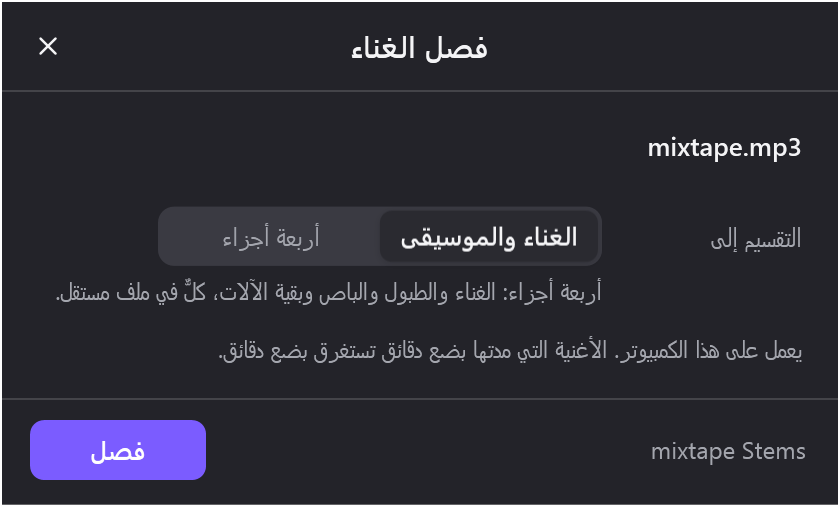 فصل الغناء
mixtape.mp3
التقسيم إلى
الغناء والموسيقى
أربعة أجزاء
أربعة أجزاء: الغناء والطبول والباص وبقية الآلات، كلٌّ في ملف مستقل.
يعمل على هذا الكمبيوتر. الأغنية التي مدتها بضع دقائق تستغرق بضع دقائق.
mixtape Stems
فصل